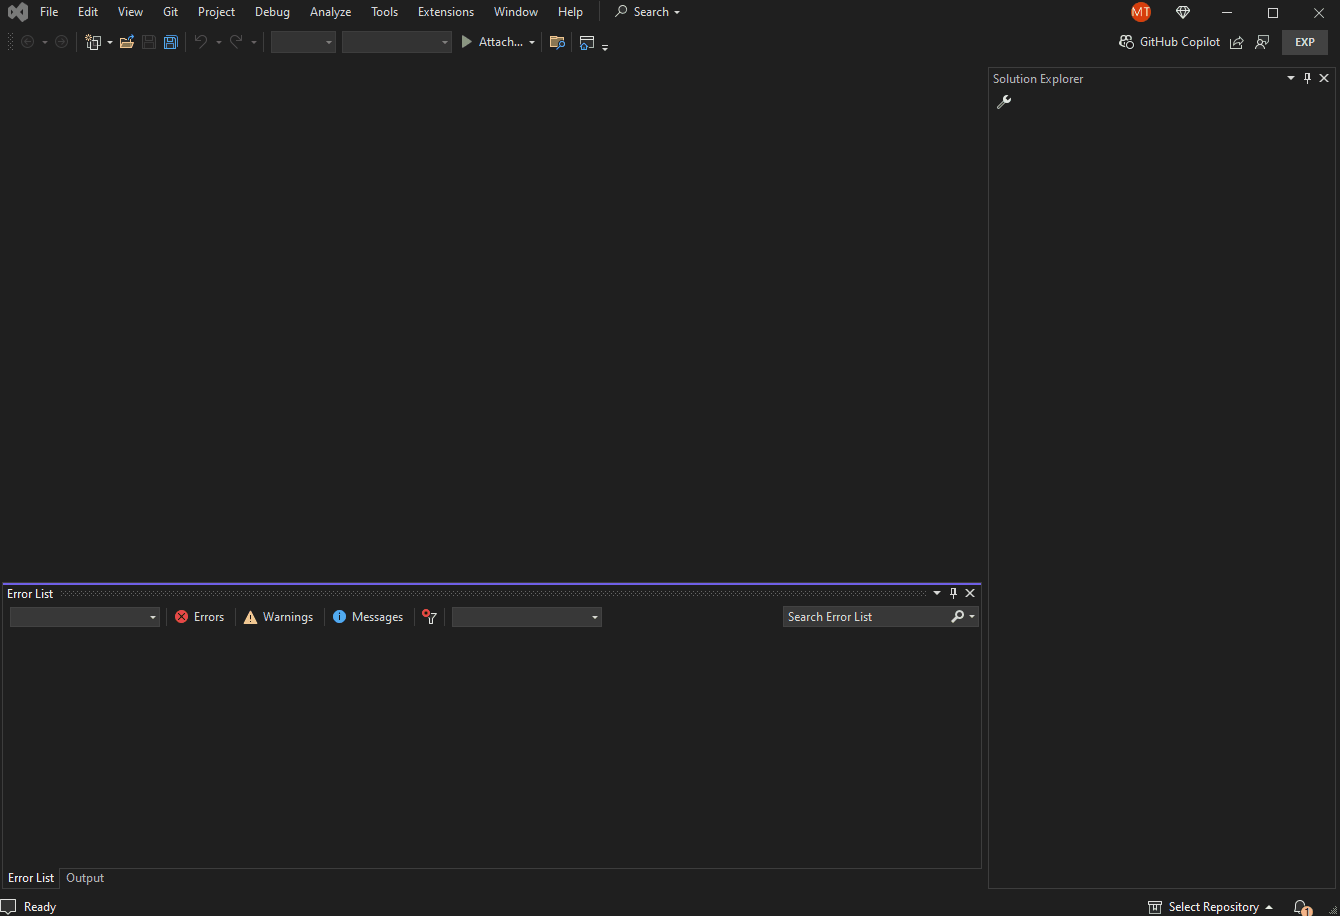 File Edit View Git Project Debug Analyze Tools Extensions Window Help Search MT
Attach... GitHub Copilot EXP
Solution Explorer
Error List
Errors Warnings Messages Search Error List
Error List Output
Ready Select Repository 1